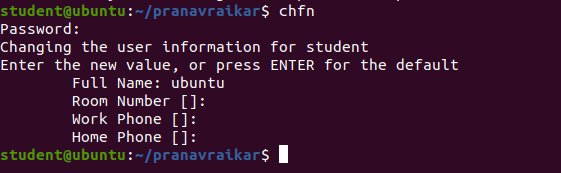 student@ubuntu:~/pranavraikar$ chfn
Password:
Changing the user information for student
Enter the new value, or press ENTER for the default
Full Name: ubuntu
Room Number []:
Work Phone []:
Home Phone []:
student@ubuntu:~/pranavraikar$